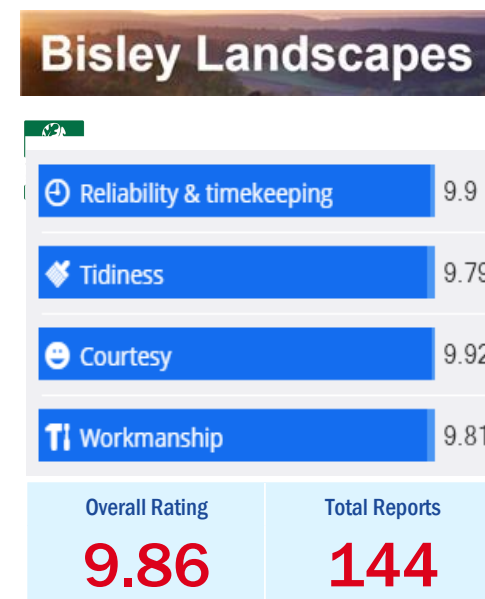 Bisley Landscapes
Reliability & timekeeping 9.9
Tidiness 9.79
Courtesy 9.92
Workmanship 9.81
Overall Rating Total Reports
9.86 144